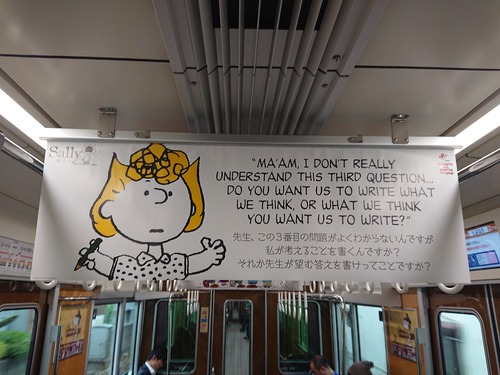 Sally
"MA'AM, I DON'T REALLY
UNDERSTAND THIS THIRD QUESTION...
DO YOU WANT US TO WRITE WHAT
WE THINK, OR WHAT WE THINK
YOU WANT US TO WRITE?"
先生、この3番目の問題がよくわからないんですが
私が考えることを書くんですか?
それか先生が望む答えを書けってことですか?